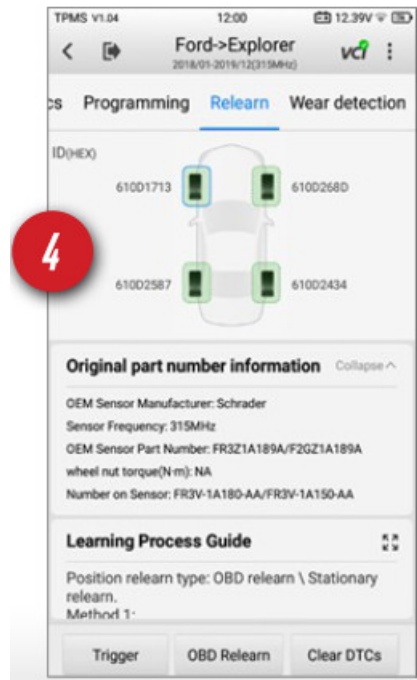 TPMS V1.04 12:00 12.39V
Ford->Explorer
2018/01-2019/12(315MHz)
VCI
cs Programming Relearn Wear detection
ID(HEX)
610D1713 610D268D
4
610D2587 610D2434
Original part number information Collapse
OEM Sensor Manufacturer: Schrader
Sensor Frequency: 315MHz
OEM Sensor Part Number: FR3Z1A189A/F2GZ1A189A
wheel nut torque(N·m): NA
Number on Sensor: FR3V-1A180-AA/FR3V-1A150-AA
Learning Process Guide
Position relearn type: OBD relearn \ Stationary
relearn.
Method 1:
Trigger OBD Relearn Clear DTCs